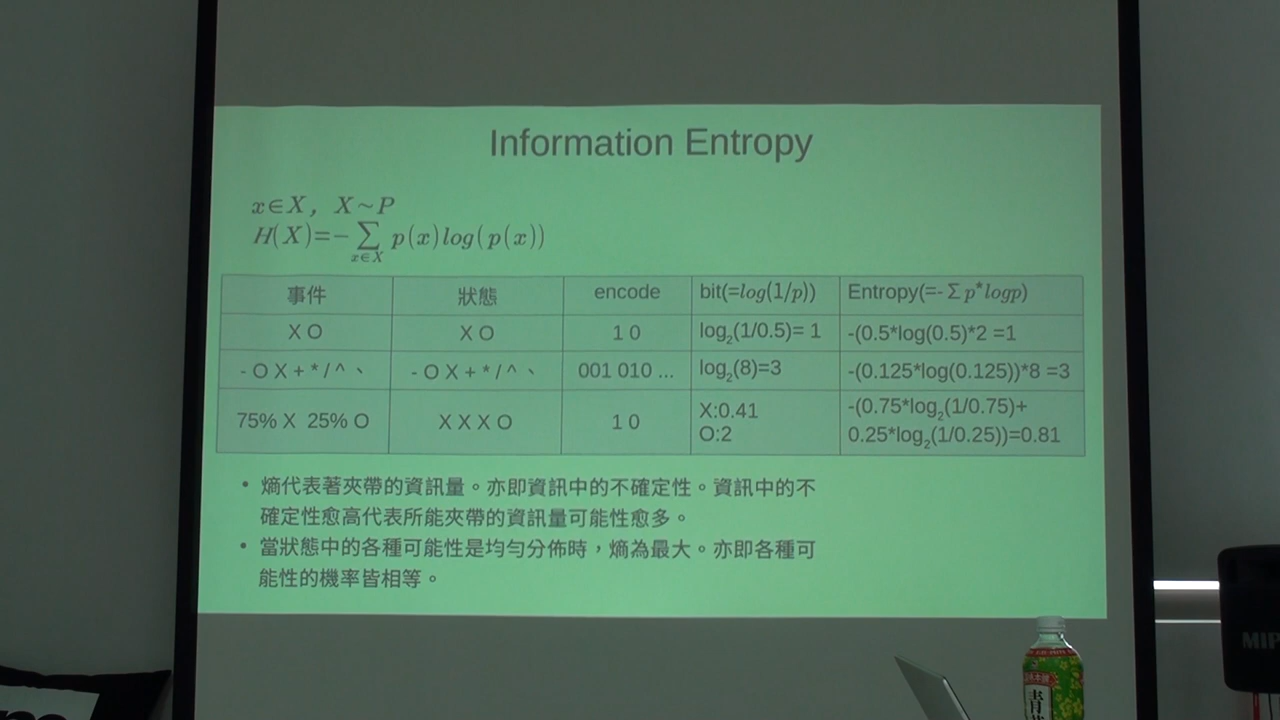 Information Entropy
x∈X, X~P
H(X)=−∑ p(x)log(p(x))
x∈X
事件 狀態 encode bit(=log(1/p)) Entropy(=- Σ p*logp)
X O X O 1 0 log2(1/0.5)= 1 -(0.5*log(0.5)*2 =1
- O X + * / ^ 、 - O X + * / ^ 、 001 010 ... log2(8)=3 -(0.125*log(0.125))*8 =3
75% X 25% O X X X O 1 0 X:0.41 O:2 -(0.75*log2(1/0.75)+
0.25*log2(1/0.25))=0.81
• 熵代表著夾帶的資訊量。亦即資訊中的不確定性。資訊中的不
確定性愈高代表所能夾帶的資訊量可能性愈多。
• 當狀態中的各種可能性是均勻分佈時，熵為最大。亦即各種可
能性的機率皆相等。
MIP
青